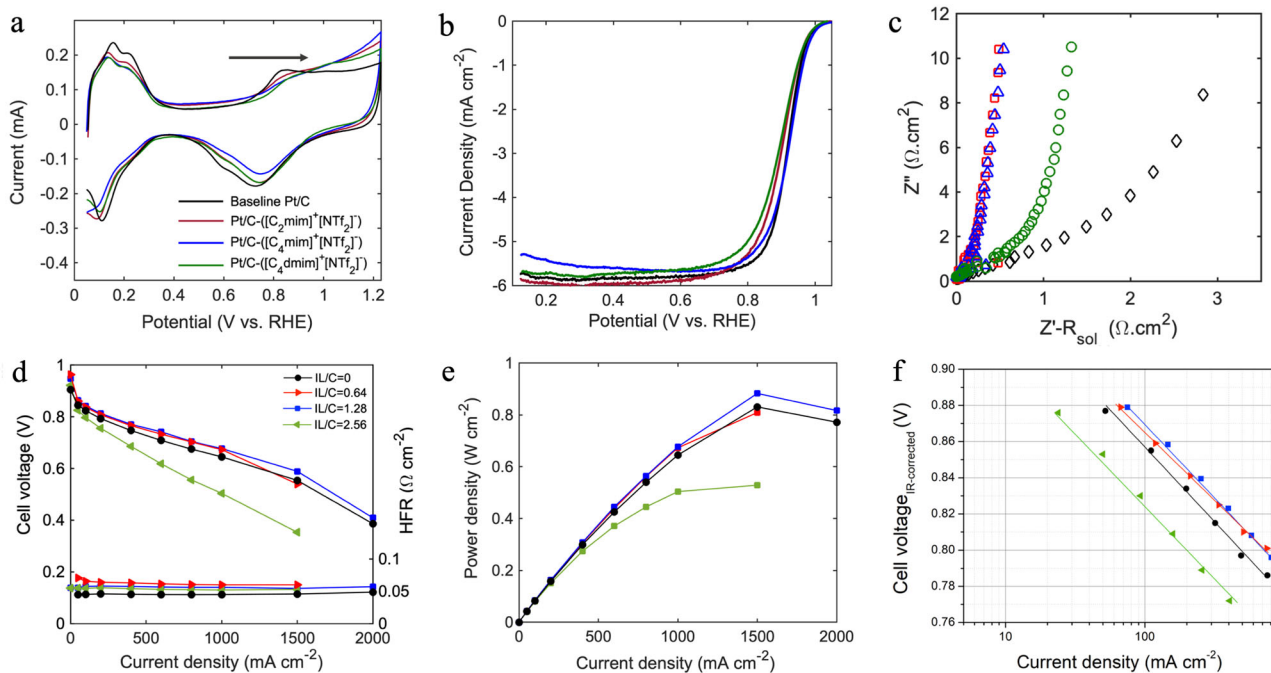 a
0.4
0.2
0
-0.1
-0.2
-0.3
-0.4
0
0.2
0.4
0.6
0.8
1
1.2
Current (mA)
Potential (V vs. RHE)
Baseline Pt/C
Pt/C-([C2mim]+[NTf2]-)
Pt/C-([C4mim]+[NTf2]-)
Pt/C-([C4dmim]+[NTf2]-)
b
0
-1
-2
-3
-4
-5
-6
0.2
0.4
0.6
0.8
1
Current Density (mA cm-2)
Potential (V vs. RHE)
c
12
10
8
6
4
2
0
0
1
2
3
Z" (Ω.cm2)
Z'-Rsol (Ω.cm2)
d
1
0.8
0.6
0.4
0.2
0
0.1
0.05
0
500
1000
1500
2000
Cell voltage (V)
HFR (Ω cm-2)
Current density (mA cm-2)
IL/C=0
IL/C=0.64
IL/C=1.28
IL/C=2.56
e
1
0.8
0.6
0.4
0.2
0
0
500
1000
1500
2000
Power density (W cm-2)
Current density (mA cm-2)
f
0.90
0.88
0.86
0.84
0.82
0.80
0.78
0.76
10
100
Cell voltageIR-corrected (V)
Current density (mA cm-2)